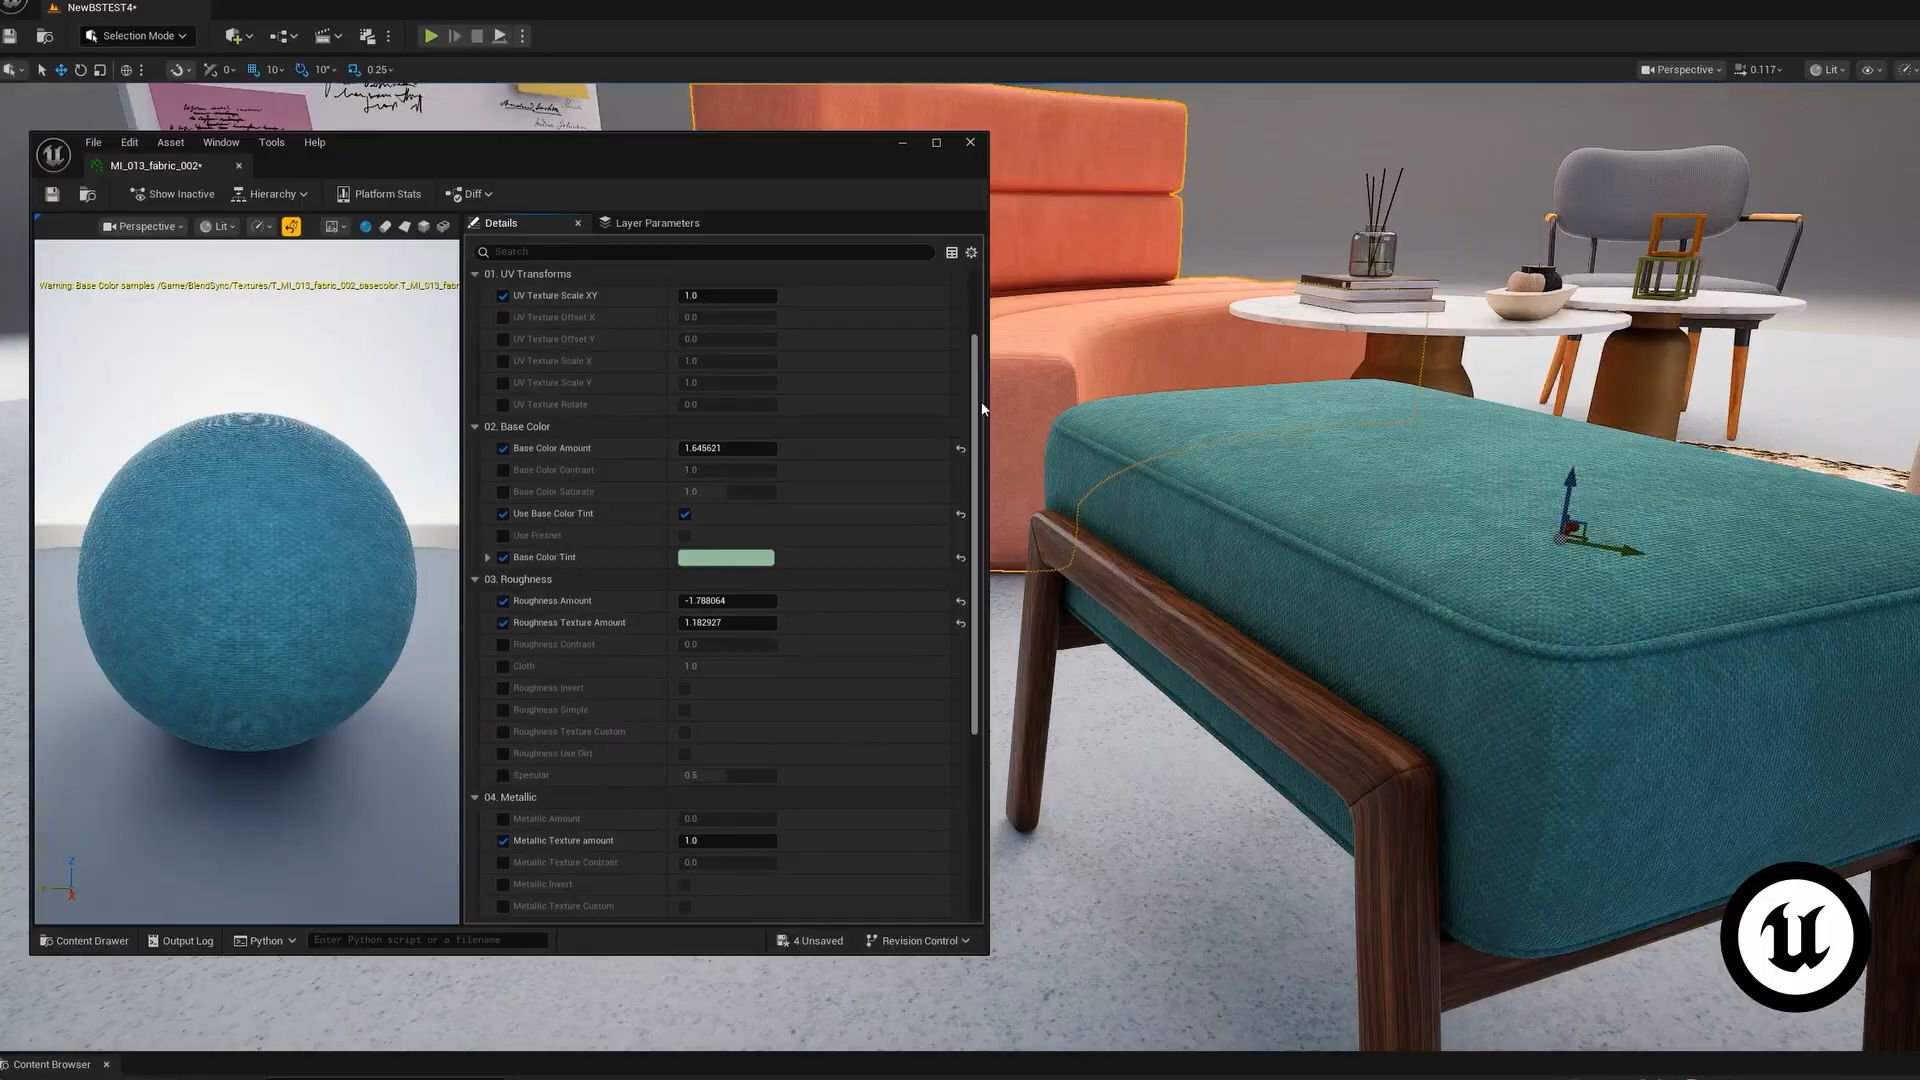 NewBSTEST4*
Selection Mode
0
10
10°
0.25
Perspective
0.117
Lit
File
Edit
Asset
Window
Tools
Help
MI_013_fabric_002*
Show Inactive
Hierarchy
Platform Stats
Diff
Perspective
Lit
Details
Layer Parameters
Search
Warning: Base Color samples /Game/BlendSync/Textures/T_MI_013_fabric_002_basecolor.T_MI_013_fabr
01. UV Transforms
UV Texture Scale XY
1.0
UV Texture Offset X
0.0
UV Texture Offset Y
0.0
UV Texture Scale X
1.0
UV Texture Scale Y
1.0
UV Texture Rotate
0.0
02. Base Color
Base Color Amount
1.645621
Base Color Contrast
1.0
Base Color Saturate
1.0
Use Base Color Tint
Use Fresnel
Base Color Tint
03. Roughness
Roughness Amount
-1.788064
Roughness Texture Amount
1.182927
Roughness Contrast
0.0
Cloth
1.0
Roughness Invert
Roughness Simple
Roughness Texture Custom
Roughness Use Dirt
Specular
0.5
04. Metallic
Metallic Amount
0.0
Metallic Texture amount
1.0
Metallic Texture Contrast
0.0
Metallic Invert
Metallic Texture Custom
Z
Y
X
Content Drawer
Output Log
Python
Enter Python script or a filename
4 Unsaved
Revision Control
Content Browser